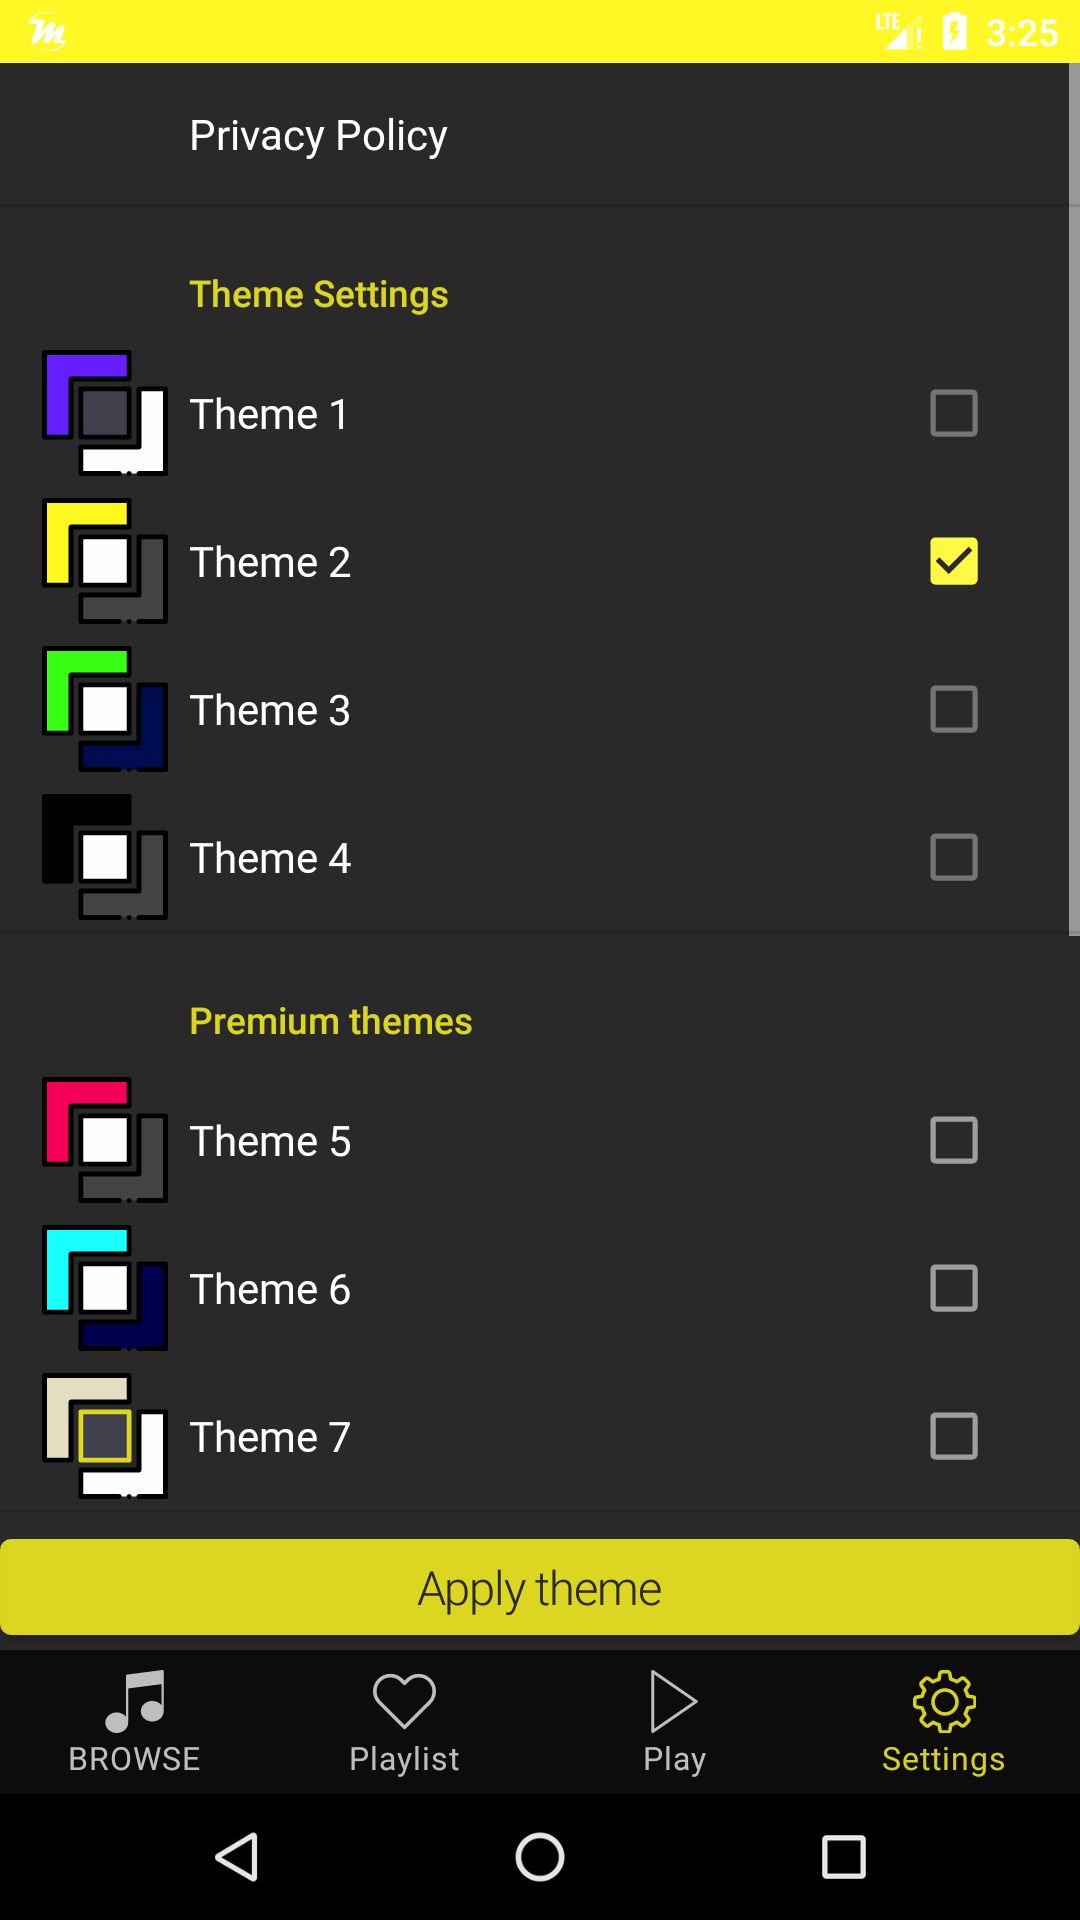 LTE 3:25
Privacy Policy
Theme Settings
Theme 1
Theme 2
Theme 3
Theme 4
Premium themes
Theme 5
Theme 6
Theme 7
Apply theme
BROWSE Playlist Play Settings